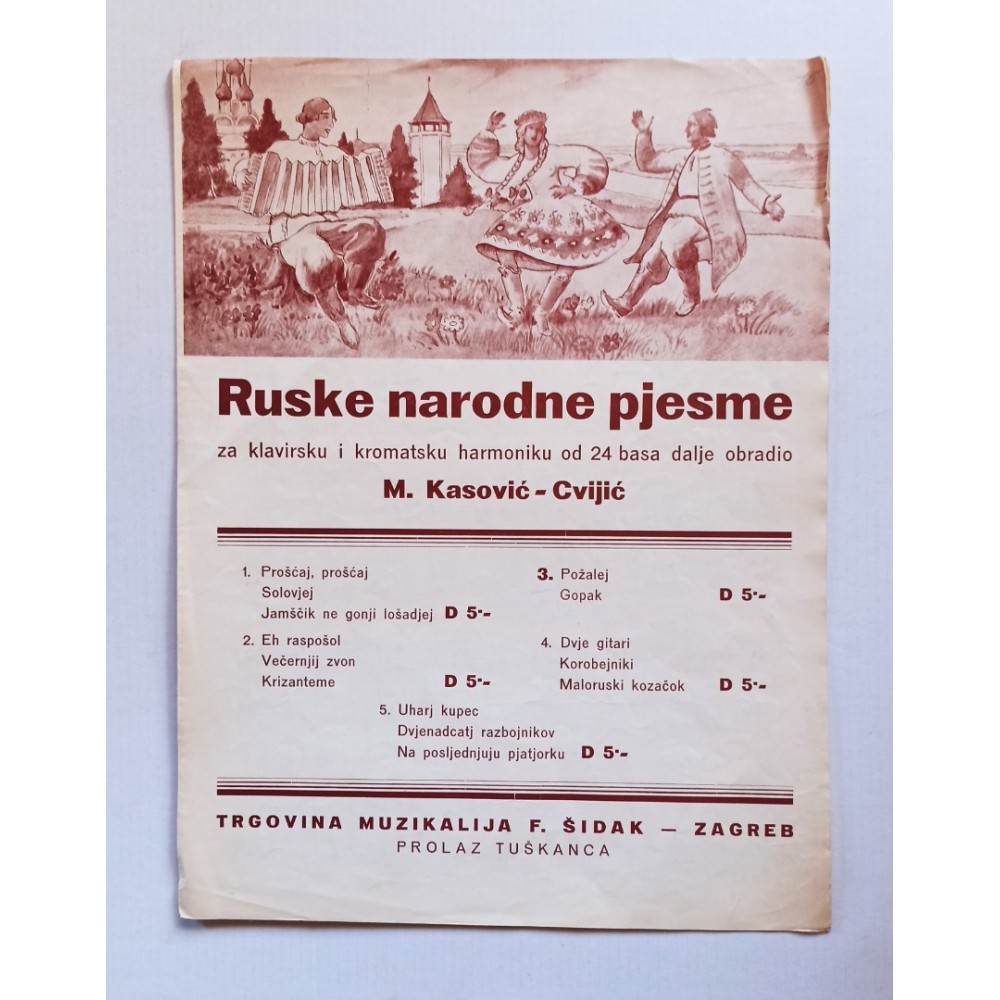 Ruske narodne pjesme
za klavirsku i kromatsku harmoniku od 24 basa dalje obradio
M. Kasović - Cvijić
1. Prošćaj, prošćaj
Solovjej
Jamščik ne gonji lošadjej D 5·-
2. Eh raspošol
Večernjij zvon
Krizanteme D 5·-
3. Požalej
Gopak D 5·-
4. Dvje gitari
Korobejniki
Maloruski kozačok D 5·-
5. Uharj kupec
Dvjenadcatj razbojnikov
Na posljednjuju pjatjorku D 5·-
TRGOVINA MUZIKALIJA F. ŠIDAK — ZAGREB
PROLAZ TUŠKANCA